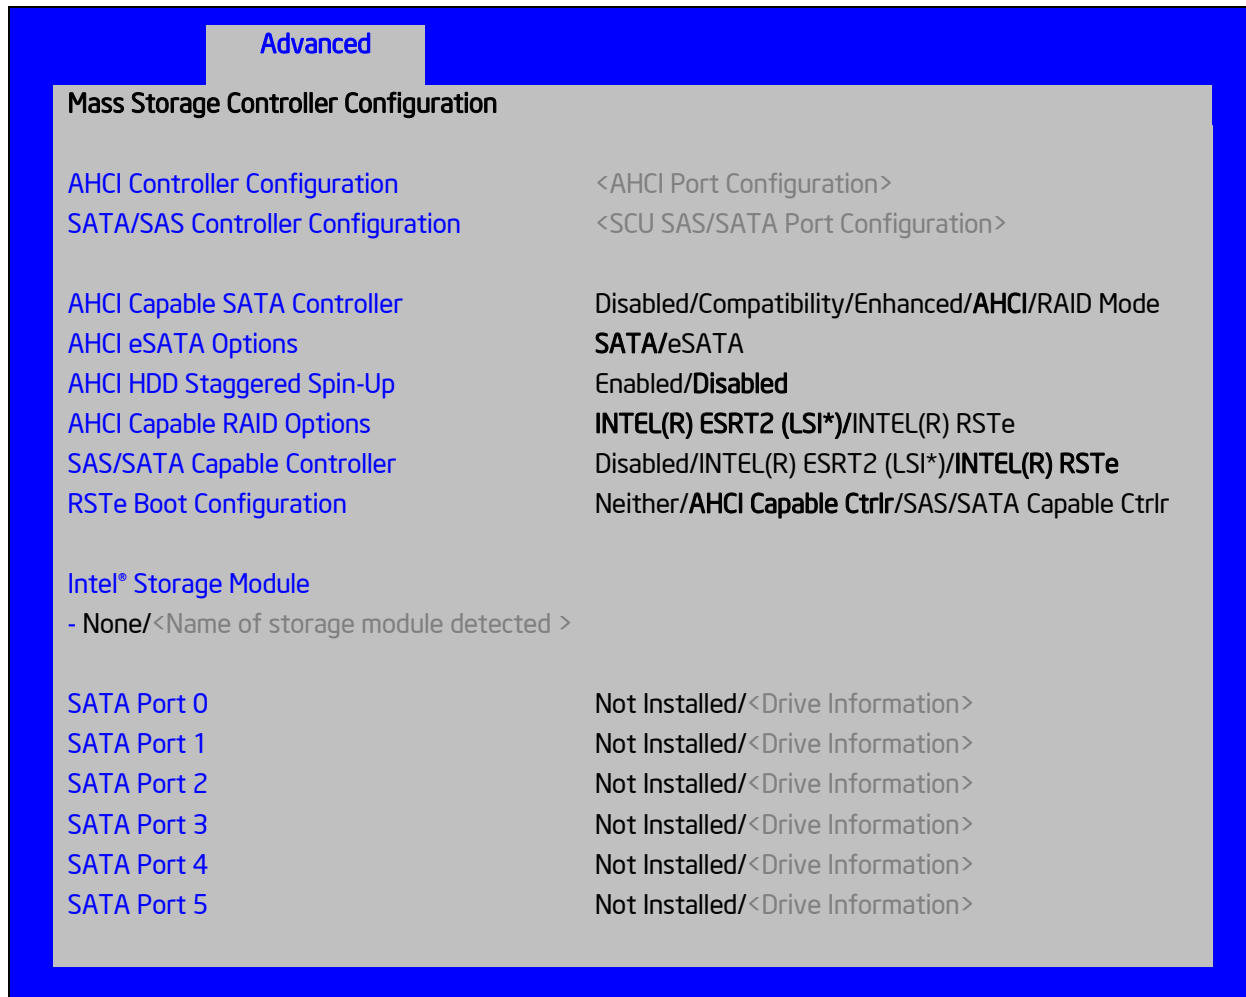 Advanced
Mass Storage Controller Configuration
AHCI Controller Configuration <AHCI Port Configuration>
SATA/SAS Controller Configuration <SCU SAS/SATA Port Configuration>
AHCI Capable SATA Controller Disabled/Compatibility/Enhanced/AHCI/RAID Mode
AHCI eSATA Options SATA/eSATA
AHCI HDD Staggered Spin-Up Enabled/Disabled
AHCI Capable RAID Options INTEL(R) ESRT2 (LSI*)/INTEL(R) RSTe
SAS/SATA Capable Controller Disabled/INTEL(R) ESRT2 (LSI*)/INTEL(R) RSTe
RSTe Boot Configuration Neither/AHCI Capable Ctrlr/SAS/SATA Capable Ctrlr
Intel® Storage Module
- None/<Name of storage module detected >
SATA Port 0 Not Installed/<Drive Information>
SATA Port 1 Not Installed/<Drive Information>
SATA Port 2 Not Installed/<Drive Information>
SATA Port 3 Not Installed/<Drive Information>
SATA Port 4 Not Installed/<Drive Information>
SATA Port 5 Not Installed/<Drive Information>